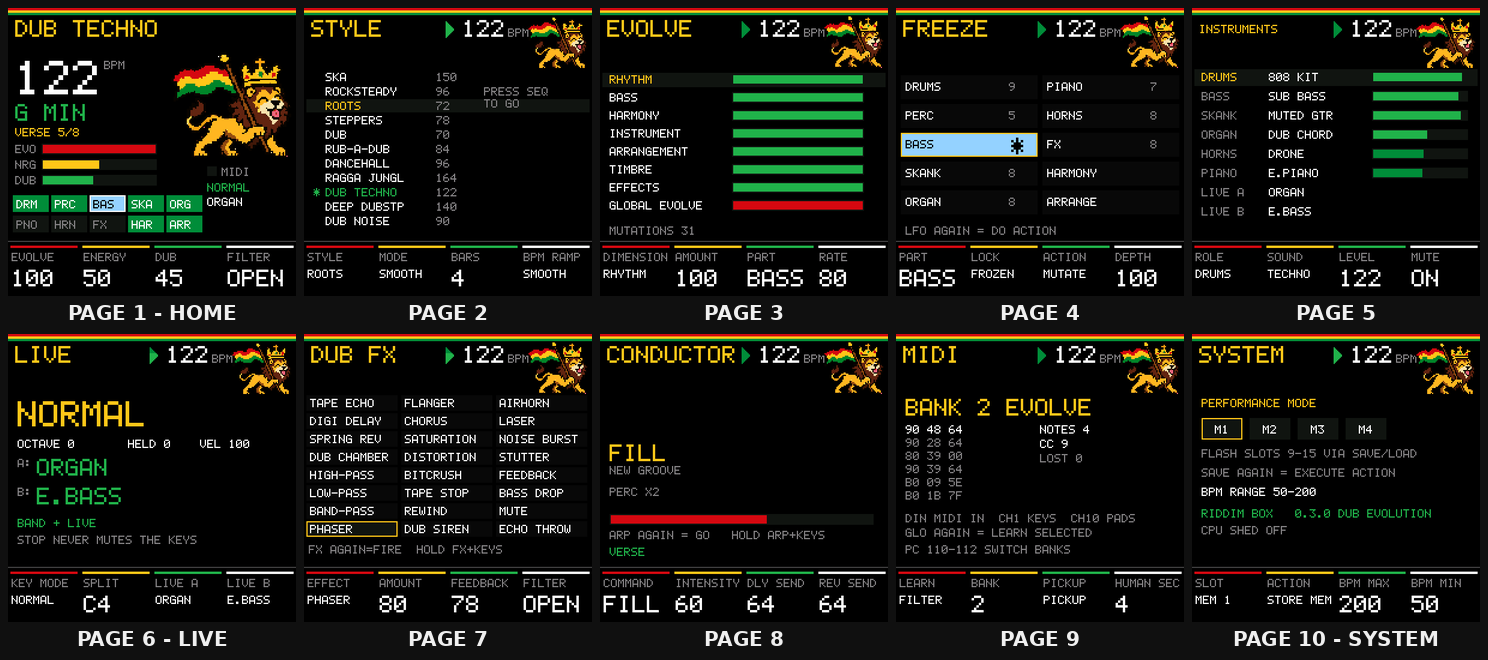 DUB TECHNO
122 BPM
G MIN
VERSE 5/8
EVO
NRG
DUB
MIDI
NORMAL
ORGAN
DRM PRC BAS SKA ORG
PNO HRN FX HAR ARR
EVOLVE ENERGY DUB FILTER
100 50 45 OPEN
PAGE 1 - HOME
STYLE 122 BPM
SKA 150
ROCKSTEADY 96
ROOTS 72
STEPPERS 78
DUB 70
RUB-A-DUB 84
DANCEHALL 96
RAGGA JUNGL 164
* DUB TECHNO 122
DEEP DUBSTP 140
DUB NOISE 90
PRESS SEQ
TO GO
STYLE MODE BARS BPM RAMP
ROOTS SMOOTH 4 SMOOTH
PAGE 2
EVOLVE 122 BPM
RHYTHM
BASS
HARMONY
INSTRUMENT
ARRANGEMENT
TIMBRE
EFFECTS
GLOBAL EVOLVE
MUTATIONS 31
DIMENSION AMOUNT PART RATE
RHYTHM 100 BASS 80
PAGE 3
FREEZE 122 BPM
DRUMS 9 PIANO 7
PERC 5 HORNS 8
BASS FX 8
SKANK 8 HARMONY
ORGAN 8 ARRANGE
LFO AGAIN = DO ACTION
PART LOCK ACTION DEPTH
BASS FROZEN MUTATE 100
PAGE 4
INSTRUMENTS 122 BPM
DRUMS 808 KIT
BASS SUB BASS
SKANK MUTED GTR
ORGAN DUB CHORD
HORNS DRONE
PIANO E.PIANO
LIVE A ORGAN
LIVE B E.BASS
ROLE SOUND LEVEL MUTE
DRUMS TECHNO 122 ON
PAGE 5
LIVE 122 BPM
NORMAL
OCTAVE 0 HELD 0 VEL 100
A: ORGAN
B: E.BASS
BAND + LIVE
STOP NEVER MUTES THE KEYS
KEY MODE SPLIT LIVE A LIVE B
NORMAL C4 ORGAN E.BASS
PAGE 6 - LIVE
DUB FX 122 BPM
TAPE ECHO FLANGER AIRHORN
DIGI DELAY CHORUS LASER
SPRING REV SATURATION NOISE BURST
DUB CHAMBER DISTORTION STUTTER
HIGH-PASS BITCRUSH FEEDBACK
LOW-PASS TAPE STOP BASS DROP
BAND-PASS REWIND MUTE
PHASER DUB SIREN ECHO THROW
FX AGAIN=FIRE HOLD FX+KEYS
EFFECT AMOUNT FEEDBACK FILTER
PHASER 80 78 OPEN
PAGE 7
CONDUCTOR 122 BPM
FILL
NEW GROOVE
PERC X2
ARP AGAIN = GO HOLD ARP+KEYS
VERSE
COMMAND INTENSITY DLY SEND REV SEND
FILL 60 64 64
PAGE 8
MIDI 122 BPM
BANK 2 EVOLVE
90 48 64 NOTES 4
90 28 64 CC 9
80 39 00 LOST 0
90 39 64
B0 09 5E
B0 1B 7F
DIN MIDI IN CH1 KEYS CH10 PADS
GLO AGAIN = LEARN SELECTED
PC 110-112 SWITCH BANKS
LEARN BANK PICKUP HUMAN SEC
FILTER 2 PICKUP 4
PAGE 9
SYSTEM 122 BPM
PERFORMANCE MODE
M1 M2 M3 M4
FLASH SLOTS 9-15 VIA SAVE/LOAD
SAVE AGAIN = EXECUTE ACTION
BPM RANGE 50-200
RIDDIM BOX 0.3.0 DUB EVOLUTION
CPU SHED OFF
SLOT ACTION BPM MAX BPM MIN
MEM 1 STORE MEM 200 50
PAGE 10 - SYSTEM